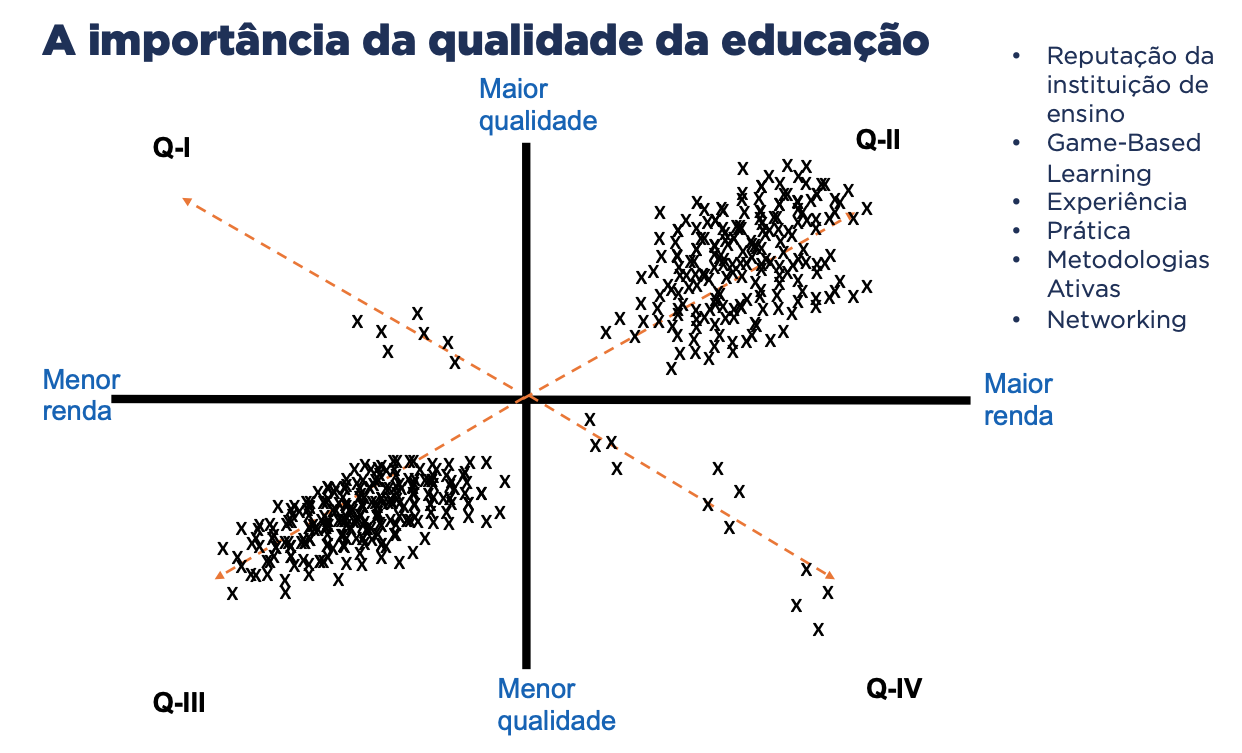 A importância da qualidade da educação
Maior
qualidade
Q-I
Q-II
Menor
renda
Maior
renda
Q-III
Menor
qualidade
Q-IV
• Reputação da
instituição de
ensino
• Game-Based
Learning
• Experiência
• Prática
• Metodologias
Ativas
• Networking